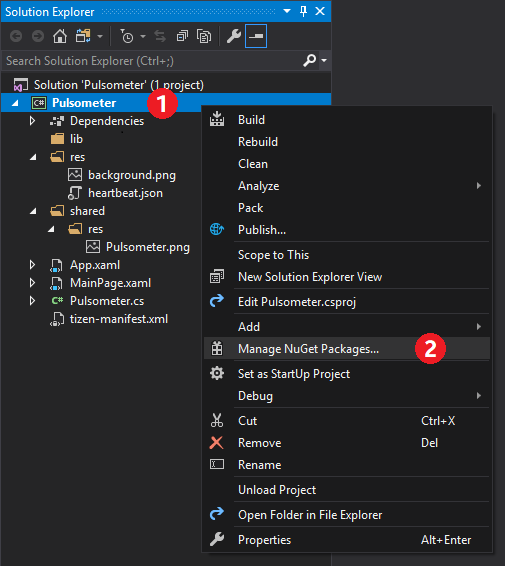 Solution Explorer
Search Solution Explorer (Ctrl+;)
Solution 'Pulsometer' (1 project)
C# Pulsometer 1
Dependencies
lib
res
background.png
heartbeat.json
shared
res
Pulsometer.png
App.xaml
MainPage.xaml
C# Pulsometer.cs
tizen-manifest.xml
Build
Rebuild
Clean
Analyze
Pack
Publish...
Scope to This
New Solution Explorer View
Edit Pulsometer.csproj
Add
Manage NuGet Packages... 2
Set as StartUp Project
Debug
Cut Ctrl+X
Remove Del
Rename
Unload Project
Open Folder in File Explorer
Properties Alt+Enter